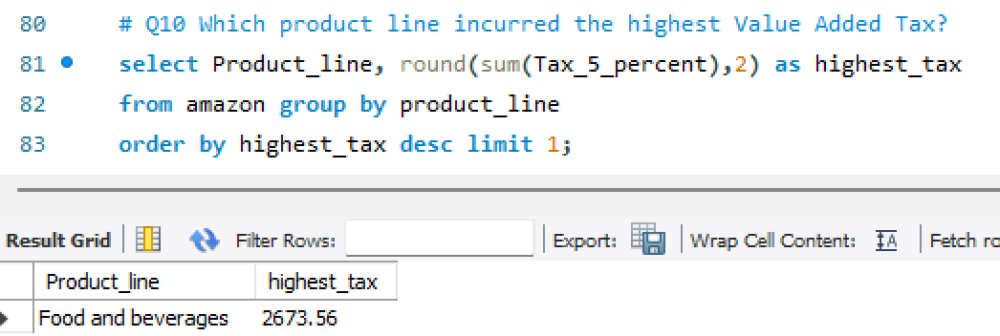 80 # Q10 Which product line incurred the highest Value Added Tax?
81 select Product_line, round(sum(Tax_5_percent),2) as highest_tax
82 from amazon group by product_line
83 order by highest_tax desc limit 1;
Result Grid Filter Rows: Export: Wrap Cell Content: Fetch ro
Product_line highest_tax
Food and beverages 2673.56